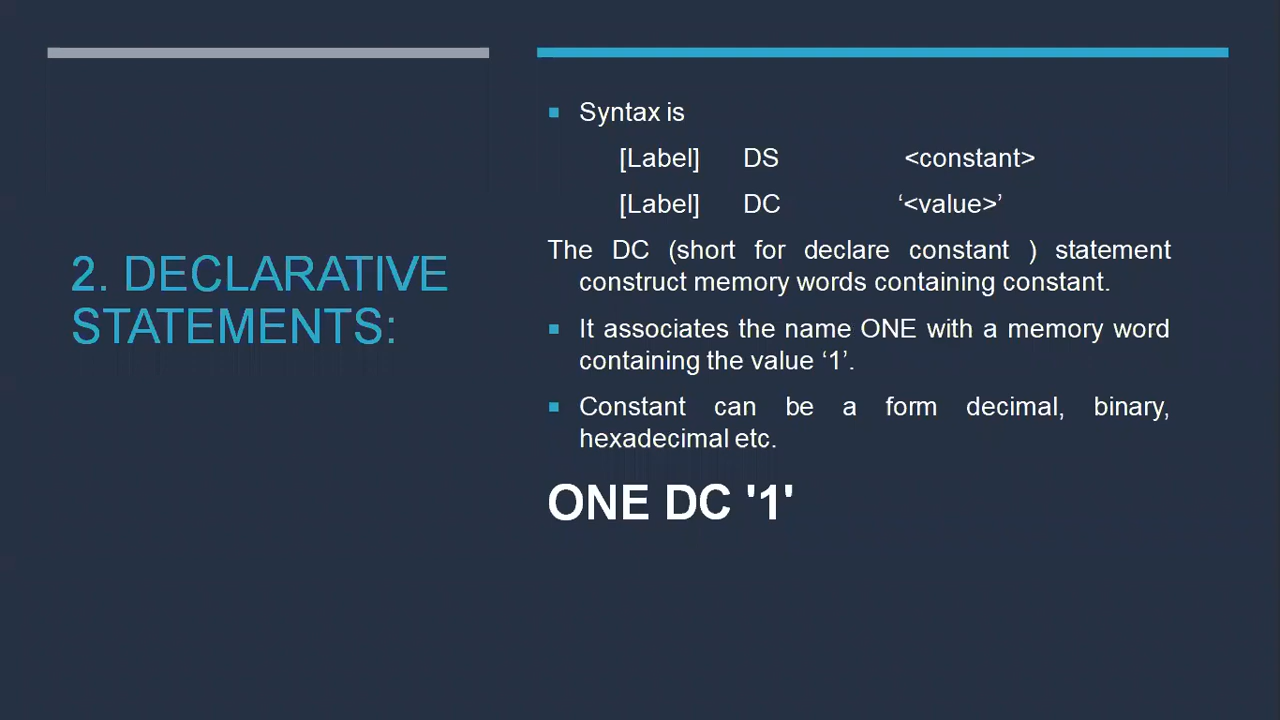 2. DECLARATIVE
STATEMENTS:
Syntax is
[Label] DS <constant>
[Label] DC ‘<value>’
The DC (short for declare constant ) statement
construct memory words containing constant.
It associates the name ONE with a memory word
containing the value ‘1’.
Constant can be a form decimal, binary,
hexadecimal etc.
ONE DC '1'